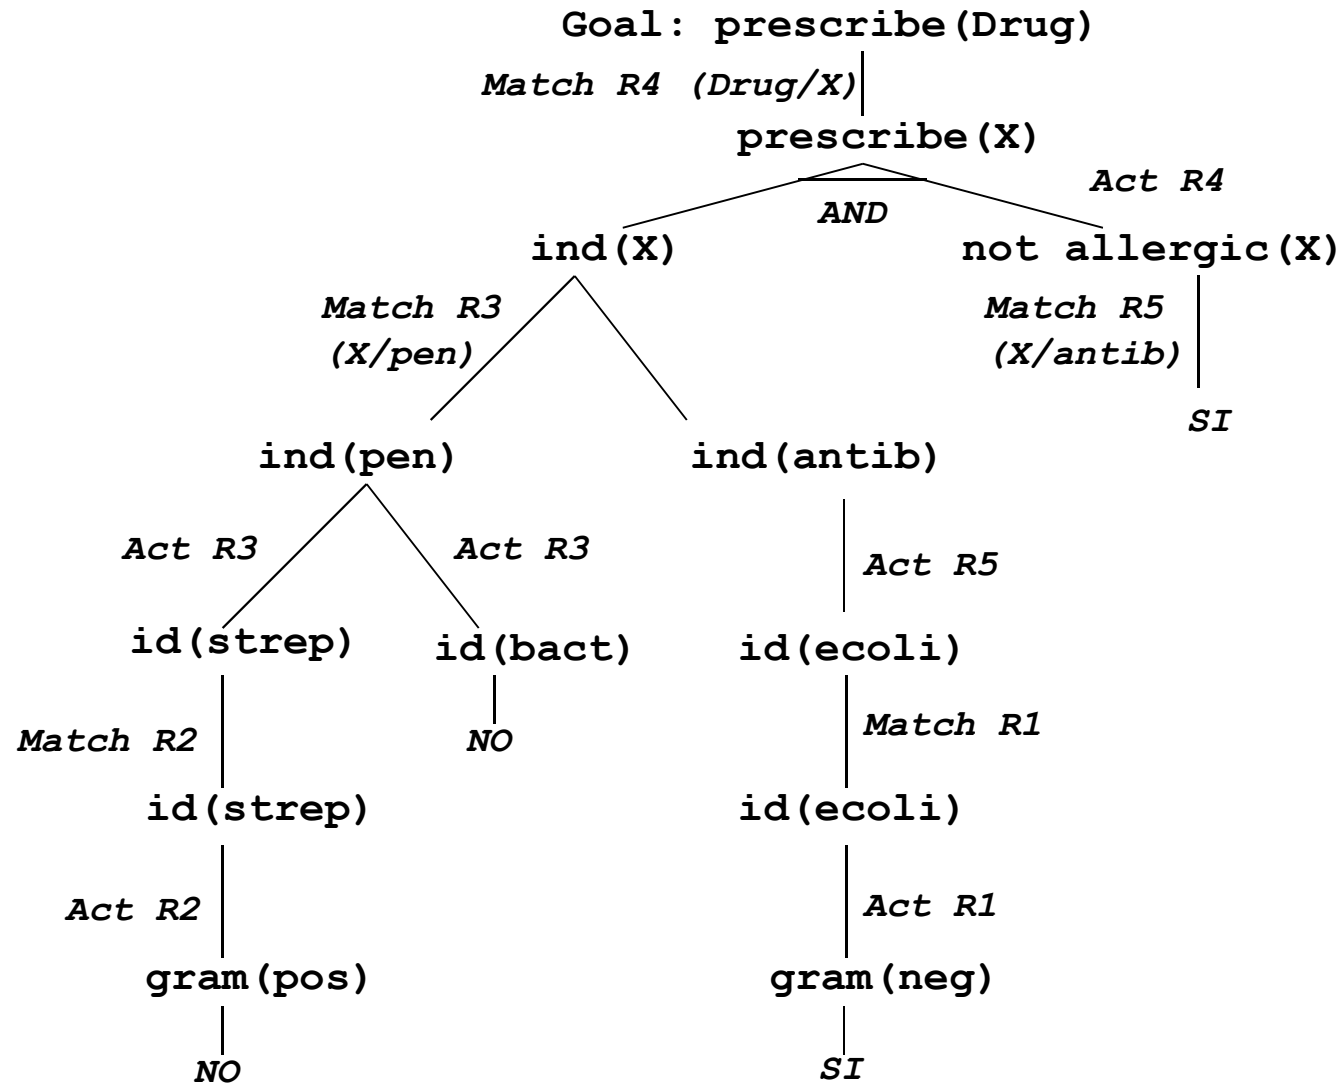 Goal: prescribe(Drug)
Match R4 (Drug/X)
prescribe(X)
Act R4
AND
ind(X)
not allergic(X)
Match R3
(X/pen)
Match R5
(X/antib)
SI
ind(pen)
ind(antib)
Act R3
Act R3
Act R5
id(strep)
id(bact)
id(ecoli)
Match R2
NO
Match R1
id(strep)
id(ecoli)
Act R2
Act R1
gram(pos)
gram(neg)
NO
SI